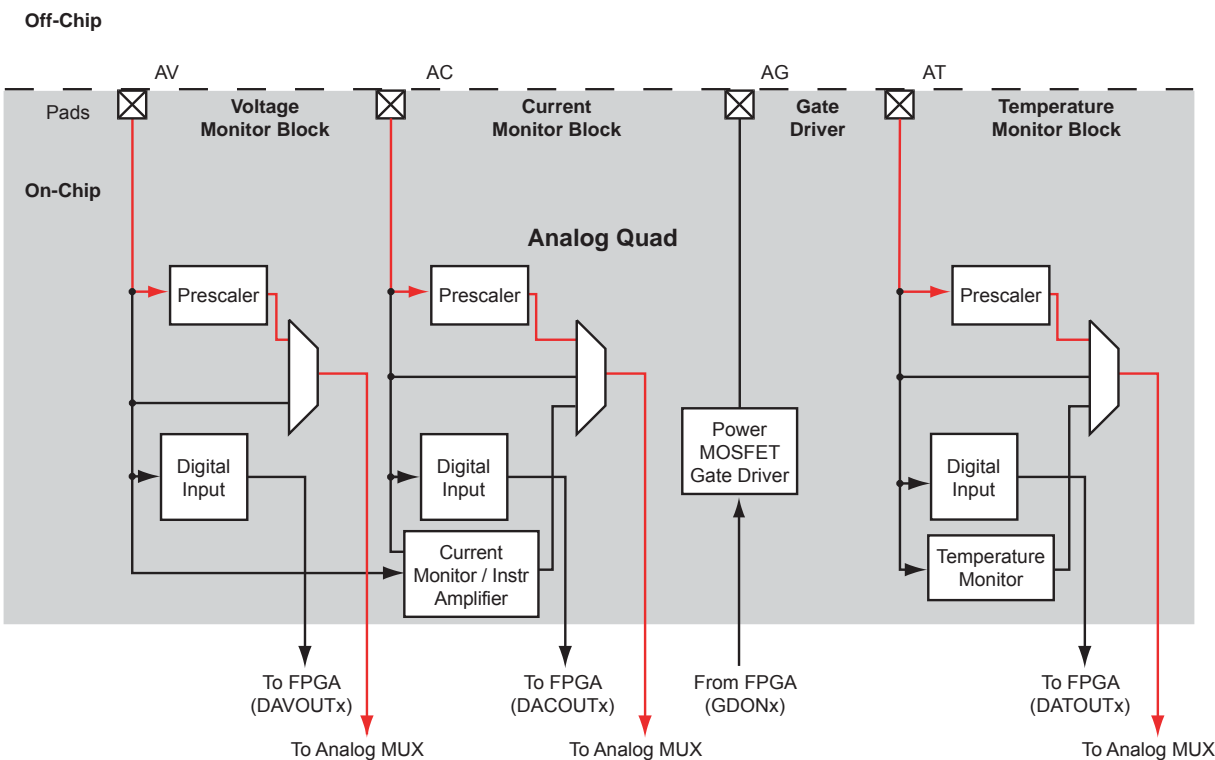 Off-Chip
AV
AC
AG
AT
Pads
Voltage
Monitor Block
Current
Monitor Block
Gate
Driver
Temperature
Monitor Block
On-Chip
Analog Quad
Prescaler
Prescaler
Prescaler
Power
MOSFET
Gate Driver
Digital
Input
Digital
Input
Digital
Input
Current
Monitor / Instr
Amplifier
Temperature
Monitor
To FPGA
(DAVOUTx)
To FPGA
(DACOUTx)
From FPGA
(GDONx)
To FPGA
(DATOUTx)
To Analog MUX
To Analog MUX
To Analog MUX